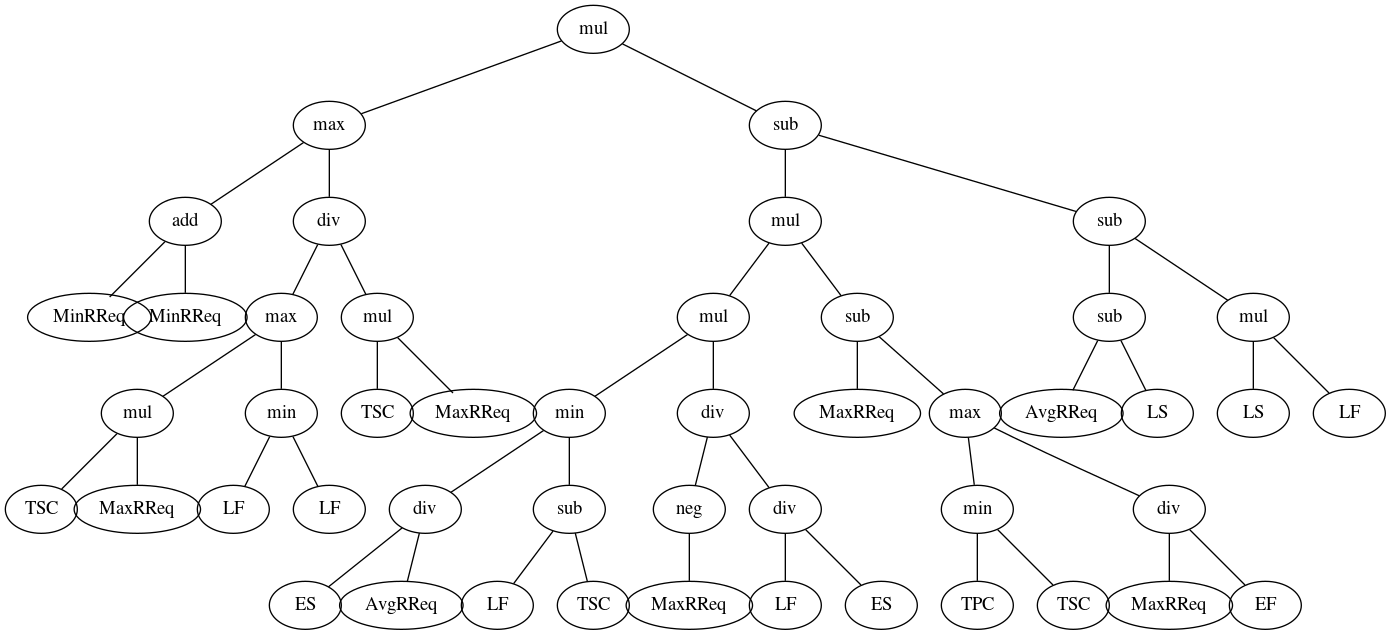 mul
max sub
add div mul sub
MinRReq MinRReq max mul mul sub sub mul
mul min TSC MaxRReq min div MaxRReq max AvgRReq LS LS LF
TSC MaxRReq LF LF div sub neg div min div
ES AvgRReq LF TSC MaxRReq LF ES TPC TSC MaxRReq EF